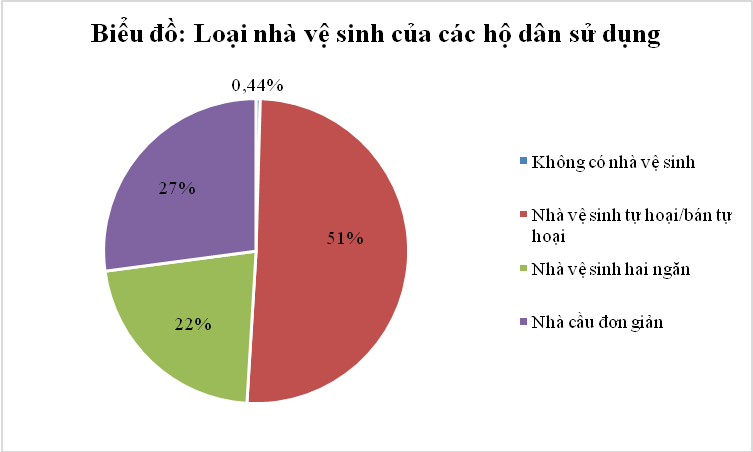 Biểu đồ: Loại nhà vệ sinh của các hộ dân sử dụng
0,44%
27%
51%
22%
Không có nhà vệ sinh
Nhà vệ sinh tự hoại/bán tự
hoại
Nhà vệ sinh hai ngăn
Nhà cầu đơn giản